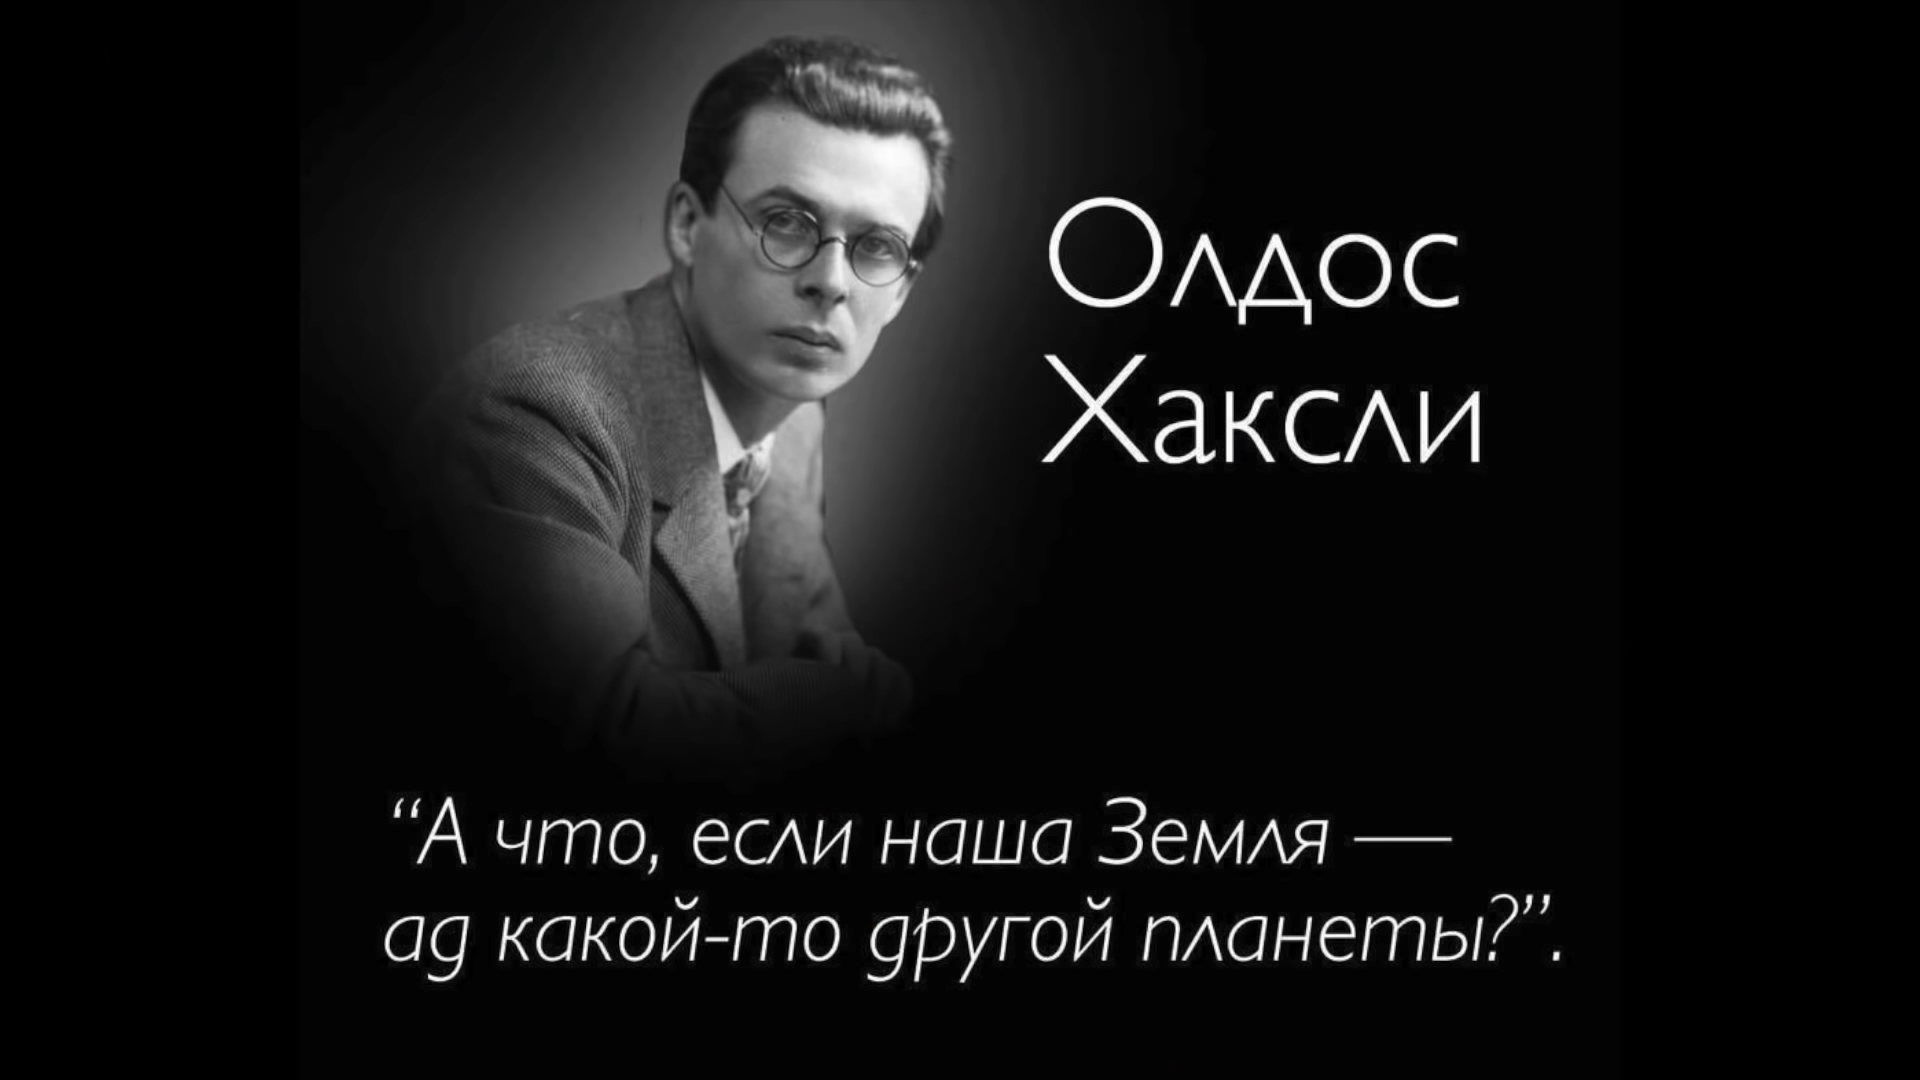 Олдос
Хаксли
“А что, если наша Земля —
ад какой-то другой планеты?”.